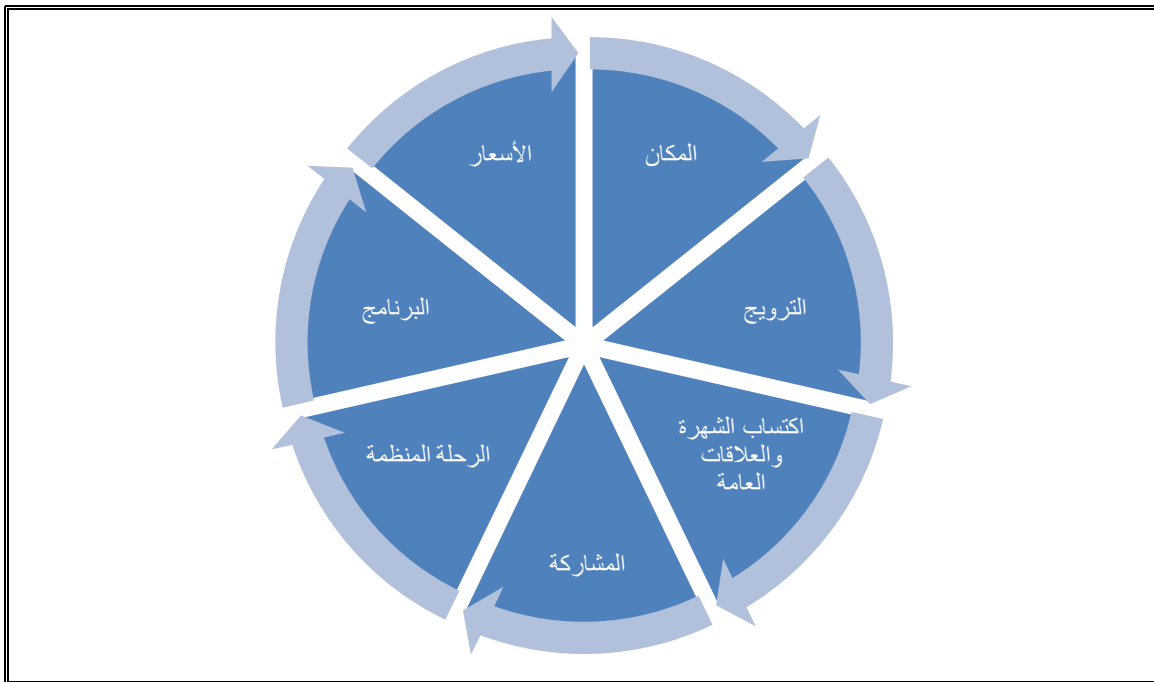 المكان
الترويج
اكتساب الشهرة
والعلاقات
العامة
المشاركة
الرحلة المنظمة
البرنامج
الأسعار